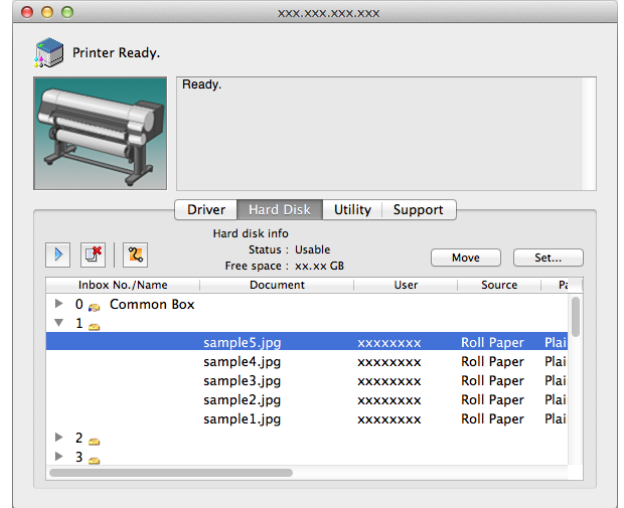 xxx.xxx.xxx.xxx
Printer Ready.
Ready.
Driver Hard Disk Utility Support
Hard disk info
Status : Usable
Free space : xx.xx GB
Move Set...
Inbox No./Name Document User Source Pa
0 Common Box
1
sample5.jpg xxxxxxxx Roll Paper Plai
sample4.jpg xxxxxxxx Roll Paper Plai
sample3.jpg xxxxxxxx Roll Paper Plai
sample2.jpg xxxxxxxx Roll Paper Plai
sample1.jpg xxxxxxxx Roll Paper Plai
2
3